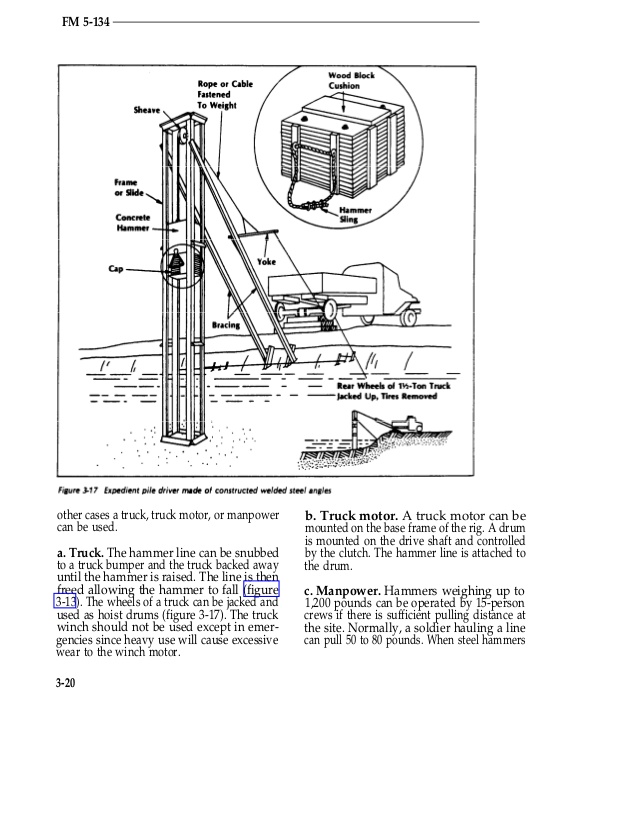 FM 5-134
Wood Block
Cushion
Rope or Cable
Fastened
To Weight
Sheave
Frame
or Slide
Concrete
Hammer
Hammer
Sling
Cap
Yoke
Bracing
Rear Wheels of 1½-Ton Truck
Jacked Up, Tires Removed
Figure 3-17 Expedient pile driver made of constructed welded steel angles
other cases a truck, truck motor, or manpower
can be used.
a. Truck. The hammer line can be snubbed
to a truck bumper and the truck backed away
until the hammer is raised. The line is then
freed allowing the hammer to fall (figure
3-13). The wheels of a truck can be jacked and
used as hoist drums (figure 3-17). The truck
winch should not be used except in emer-
gencies since heavy use will cause excessive
wear to the winch motor.
b. Truck motor. A truck motor can be
mounted on the base frame of the rig. A drum
is mounted on the drive shaft and controlled
by the clutch. The hammer line is attached to
the drum.
c. Manpower. Hammers weighing up to
1,200 pounds can be operated by 15-person
crews if there is sufficient pulling distance at
the site. Normally, a soldier hauling a line
can pull 50 to 80 pounds. When steel hammers
3-20